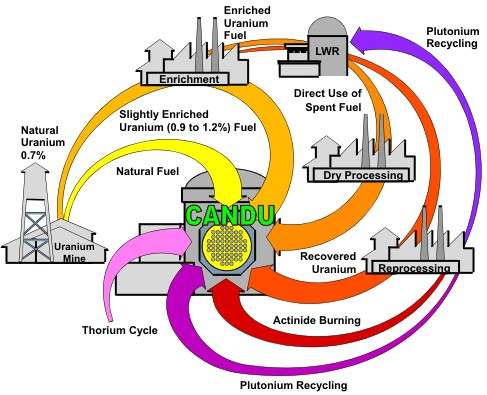 Enriched
Uranium
Fuel
Plutonium
Recycling
LWR
Enrichment
Direct Use of
Spent Fuel
Slightly Enriched
Uranium (0.9 to 1.2%) Fuel
Natural
Uranium
0.7%
Natural Fuel
Dry Processing
CANDU
Uranium
Mine
Recovered
Uranium
Reprocessing
Thorium Cycle
Actinide Burning
Plutonium Recycling